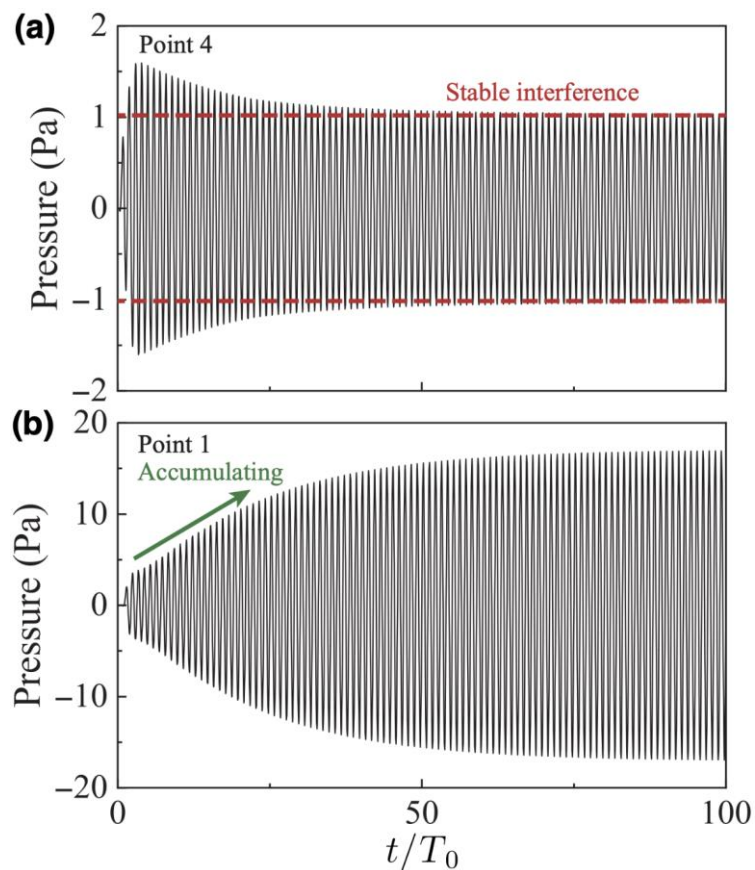 (a)
2
Point 4
Stable interference
1
0
−1
−2
Pressure (Pa)
(b)
20
Point 1
Accumulating
10
0
−10
−20
Pressure (Pa)
0 50 100
t/T₀